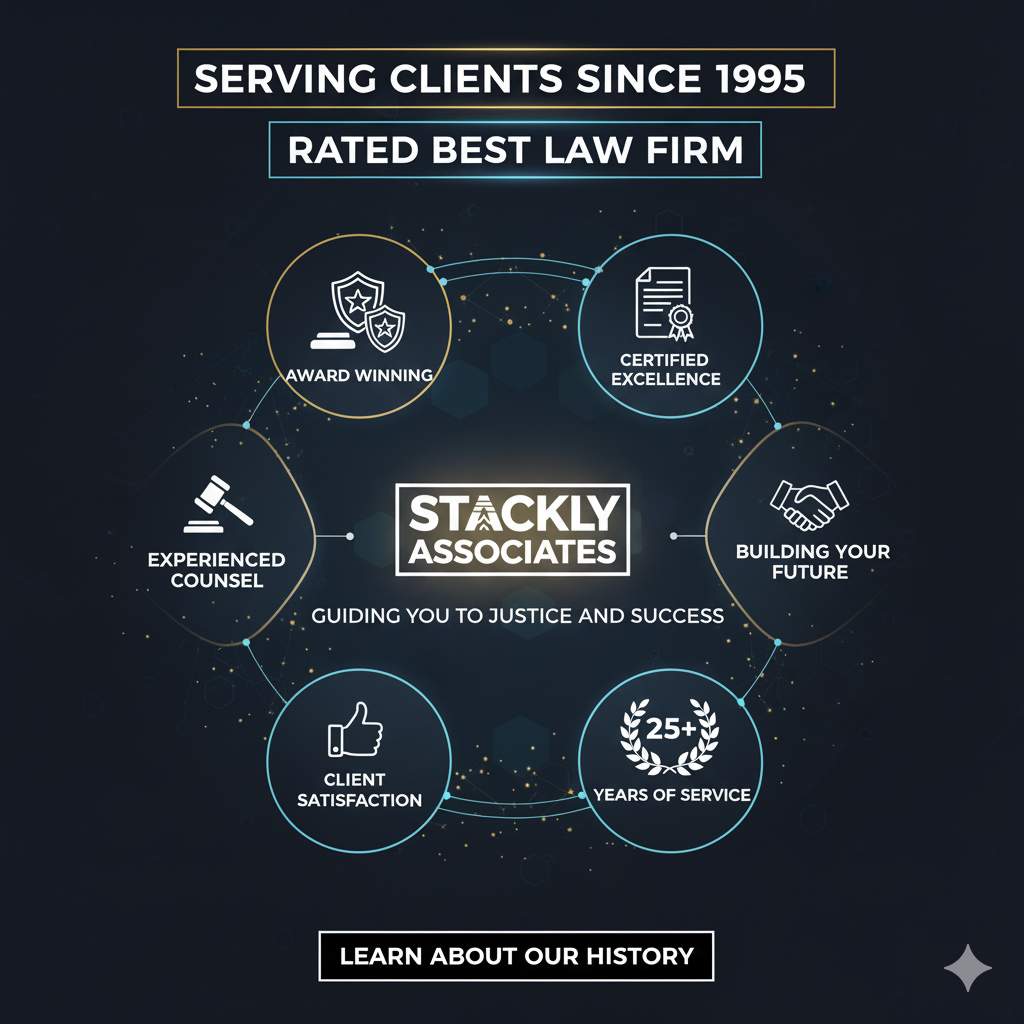 SERVING CLIENTS SINCE 1995
RATED BEST LAW FIRM
AWARD WINNING
CERTIFIED
EXCELLENCE
EXPERIENCED
COUNSEL
STACKLY
ASSOCIATES
BUILDING YOUR
FUTURE
GUIDING YOU TO JUSTICE AND SUCCESS
CLIENT
SATISFACTION
25+
YEARS OF SERVICE
LEARN ABOUT OUR HISTORY